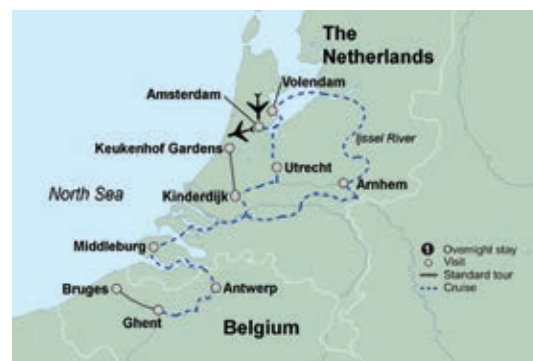 The
Netherlands
Volendam
Amsterdam
Ijssel River
Keukenhof Gardens
Utrecht
Arnhem
North Sea
Kinderdijk
Middleburg
Overnight stay
Visit
Standard tour
Cruise
Bruges
Antwerp
Ghent
Belgium